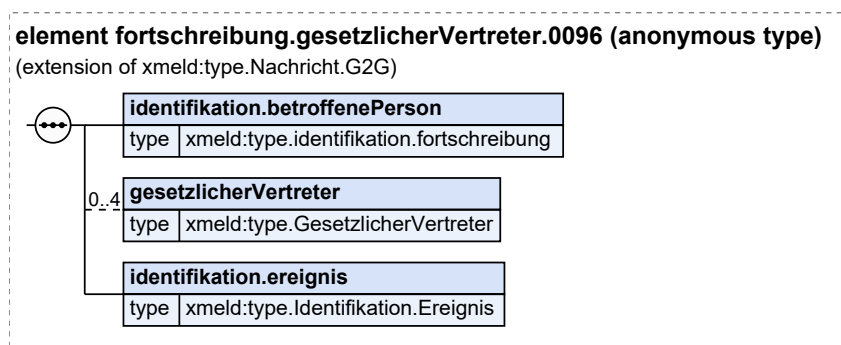 element fortschreibung.gesetzlicherVertreter.0096 (anonymous type)
(extension of xmeld:type.Nachricht.G2G)
identifikation.betroffenePerson
type xmeld:type.identifikation.fortschreibung
0..4 gesetzlicherVertreter
type xmeld:type.GesetzlicherVertreter
identifikation.ereignis
type xmeld:type.Identifikation.Ereignis